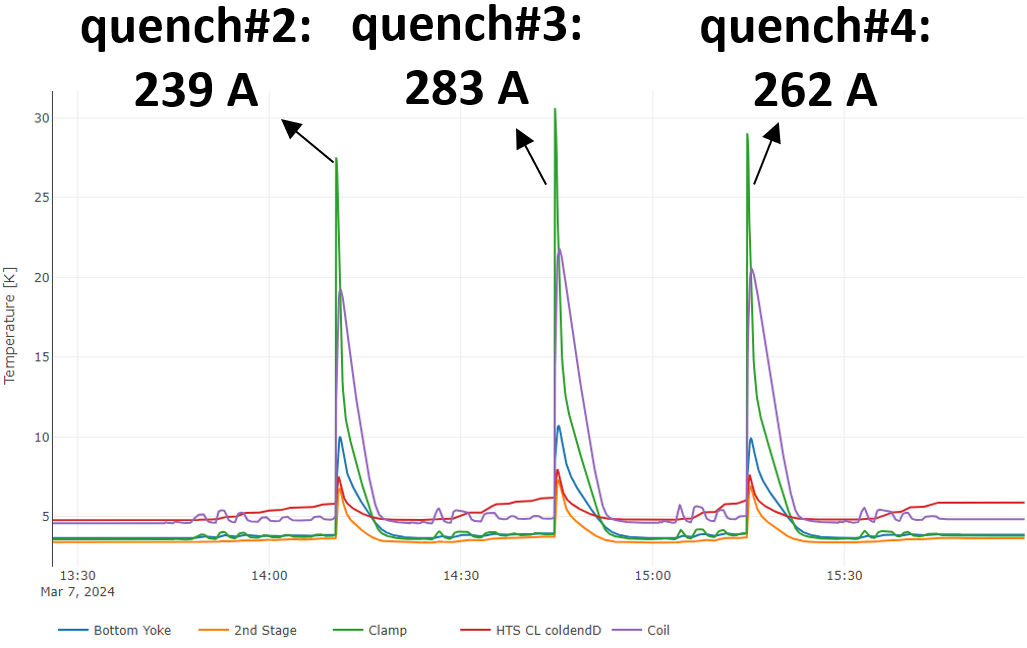 quench#2: quench#3: quench#4:
239 A 283 A 262 A
30
25
20
15
10
5
Temperature [K]
13:30 14:00 14:30 15:00 15:30
Mar 7, 2024
Bottom Yoke 2nd Stage Clamp HTS CL coldendD Coil